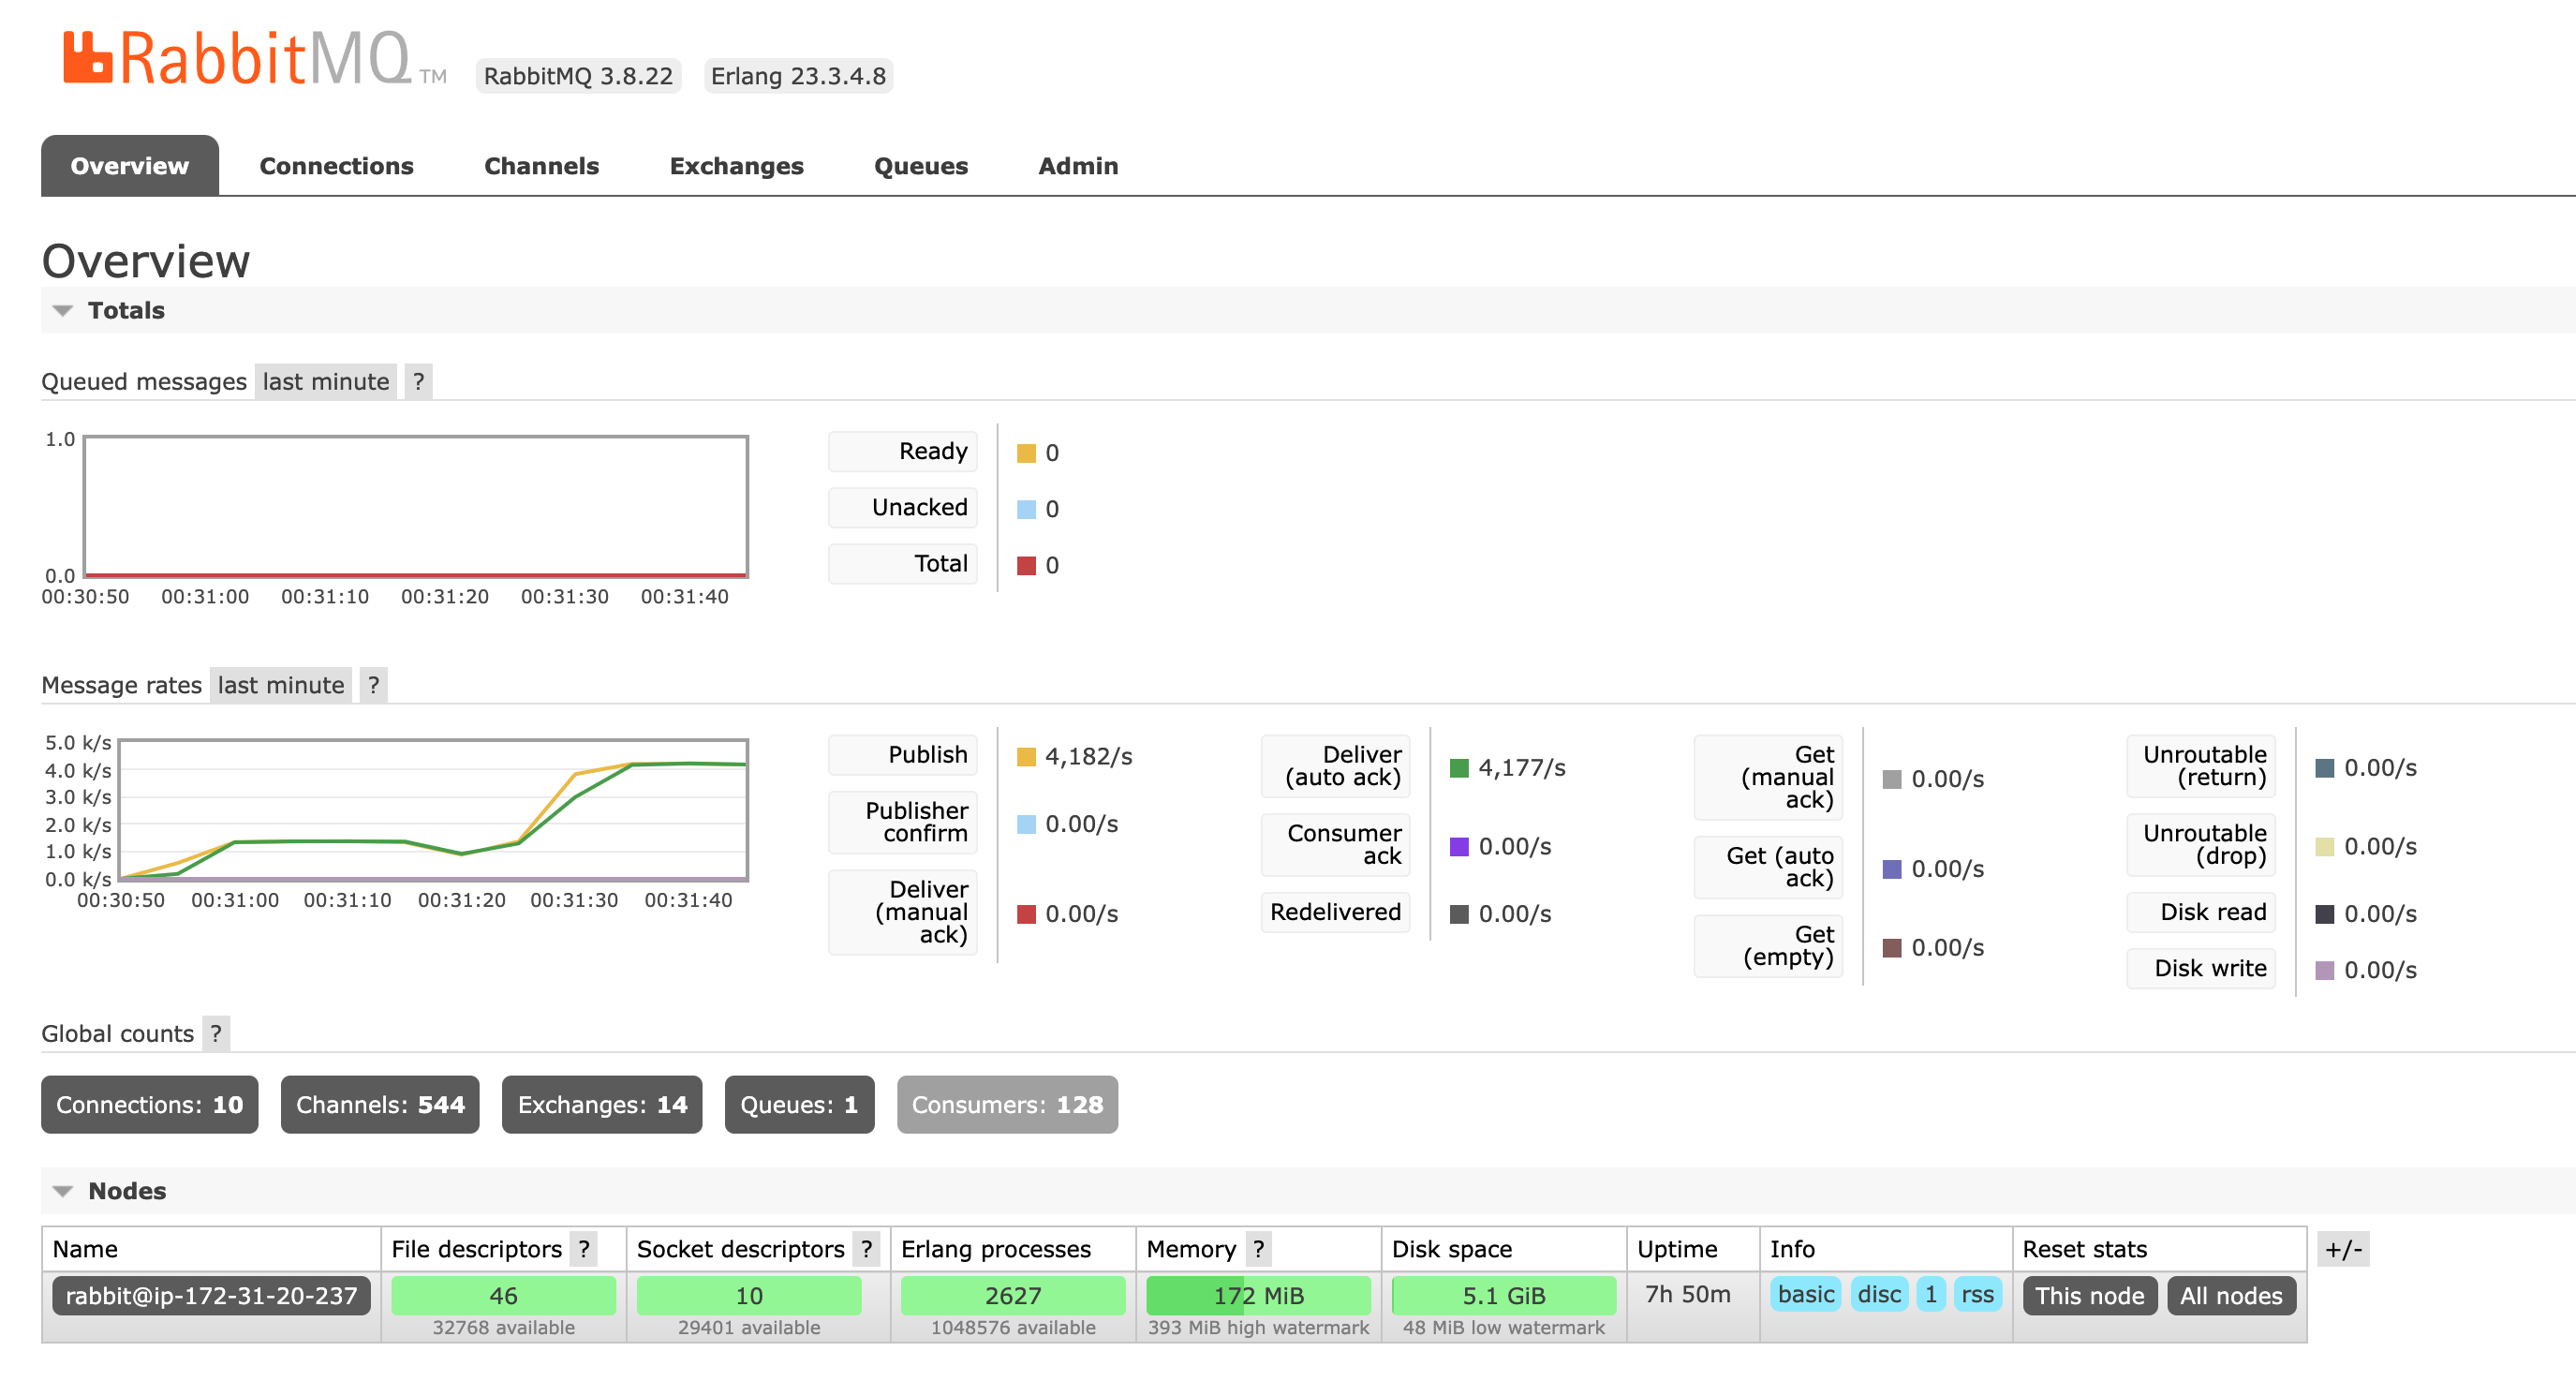 RabbitMQ TM RabbitMQ 3.8.22 Erlang 23.3.4.8
Overview Connections Channels Exchanges Queues Admin
Overview
Totals
Queued messages last minute ?
1.0
0.0
00:30:50 00:31:00 00:31:10 00:31:20 00:31:30 00:31:40
Ready 0
Unacked 0
Total 0
Message rates last minute ?
5.0 k/s
4.0 k/s
3.0 k/s
2.0 k/s
1.0 k/s
0.0 k/s
00:30:50 00:31:00 00:31:10 00:31:20 00:31:30 00:31:40
Publish 4,182/s
Publisher
confirm 0.00/s
Deliver
(manual 0.00/s
ack)
Deliver
(auto ack) 4,177/s
Consumer
ack 0.00/s
Redelivered 0.00/s
Get
(manual 0.00/s
ack)
Get (auto
ack) 0.00/s
Get
(empty) 0.00/s
Unroutable
(return) 0.00/s
Unroutable
(drop) 0.00/s
Disk read 0.00/s
Disk write 0.00/s
Global counts ?
Connections: 10 Channels: 544 Exchanges: 14 Queues: 1 Consumers: 128
Nodes
Name File descriptors ? Socket descriptors ? Erlang processes Memory ? Disk space Uptime Info Reset stats +/-
rabbit@ip-172-31-20-237 46 10 2627 172 MiB 5.1 GiB 7h 50m basic disc 1 rss This node All nodes
32768 available 29401 available 1048576 available 393 MiB high watermark 48 MiB low watermark